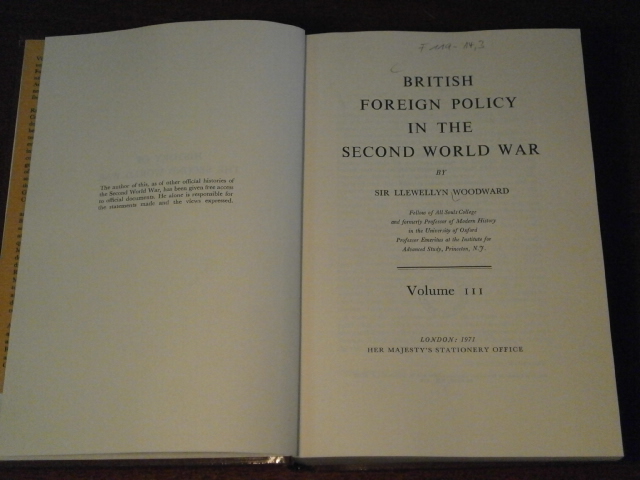 The author of this, as of other official histories of
the Second World War, has been given free access
to official documents. He alone is responsible for
the statements made and the views expressed.
BRITISH
FOREIGN POLICY
IN THE
SECOND WORLD WAR
BY
SIR LLEWELLYN WOODWARD
Fellow of All Souls College
and formerly Professor of Modern History
in the University of Oxford
Professor Emeritus at the Institute for
Advanced Study, Princeton, N.J.
Volume III
LONDON: 1971
HER MAJESTY'S STATIONERY OFFICE